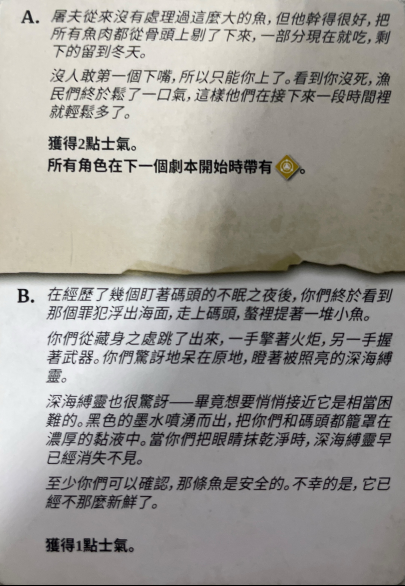 A. 屠夫從來沒有處理過這麼大的魚,但他幹得很好,把
所有魚肉都從骨頭上剔了下來,一部分現在就吃,剩
下的留到冬天。
沒人敢第一個下嘴,所以只能你上了。看到你沒死,漁
民們終於鬆了一口氣,這樣他們在接下來一段時間裡
就輕鬆多了。
獲得2點士氣。
所有角色在下一個劇本開始時帶有 。
B. 在經歷了幾個盯著碼頭的不眠之夜後,你們終於看到
那個罪犯浮出海面,走上碼頭,螯裡提著一堆小魚。
你們從藏身之處跳了出來,一手擎著火炬,另一手握
著武器。你們驚訝地呆在原地,瞪著被照亮的深海縛
靈。
深海縛靈也很驚訝——畢竟想要悄悄接近它是相當困
難的。黑色的墨水噴湧而出,把你們和碼頭都籠罩在
濃厚的黏液中。當你們把眼睛抹乾淨時,深海縛靈早
已經消失不見。
至少你們可以確認,那條魚是安全的。不幸的是,它已
經不那麼新鮮了。
獲得1點士氣。